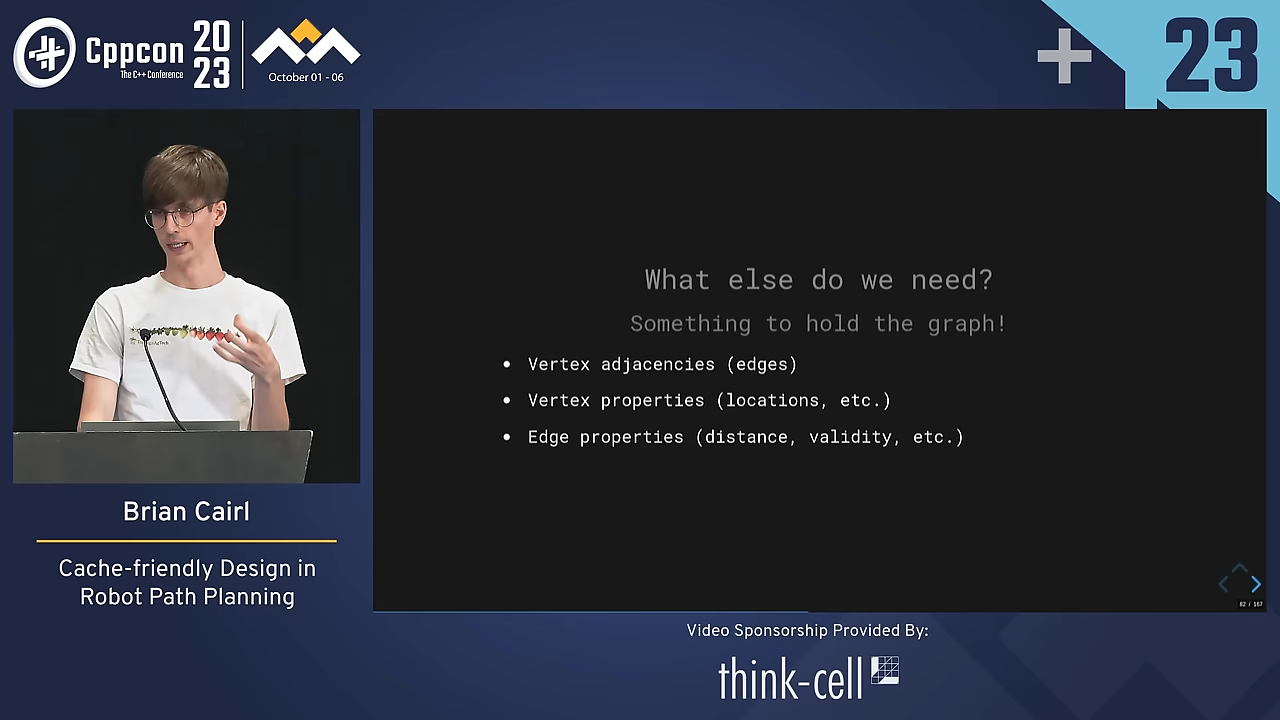 Cppcon
The C++ Conference
20
23
October 01 - 06
23
What else do we need?
Something to hold the graph!
• Vertex adjacencies (edges)
• Vertex properties (locations, etc.)
• Edge properties (distance, validity, etc.)
82 / 167
Brian Cairl
Cache-friendly Design in
Robot Path Planning
Video Sponsorship Provided By:
think-cell